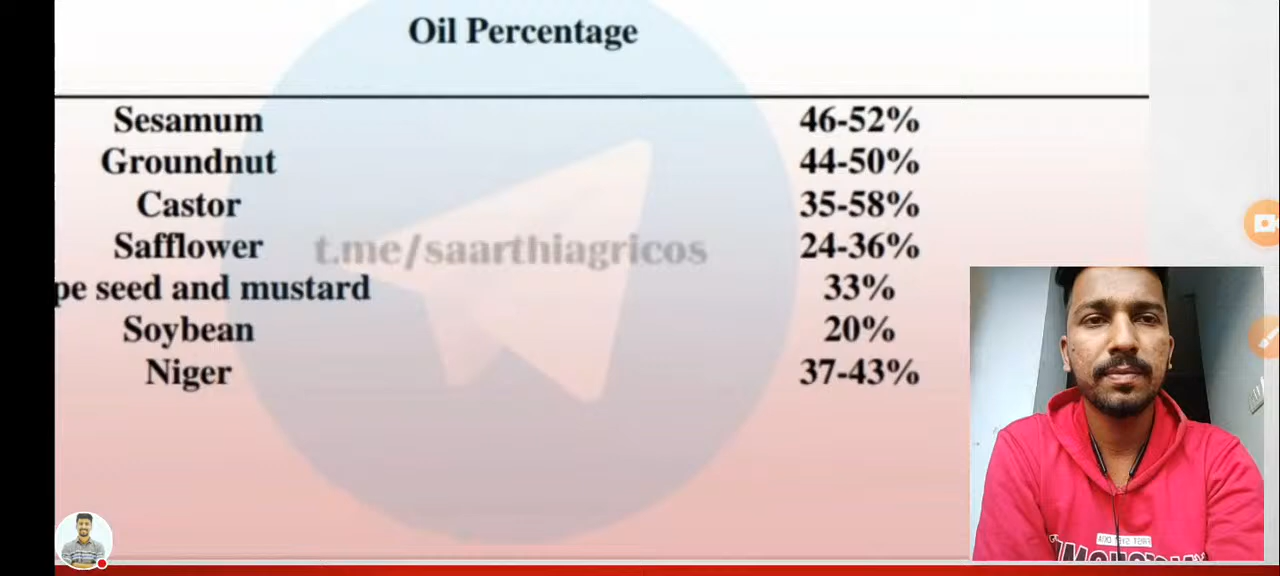 Oil Percentage
Sesamum 46-52%
Groundnut 44-50%
Castor 35-58%
Safflower 24-36%
t.me/saarthiagricos
pe seed and mustard 33%
Soybean 20%
Niger 37-43%